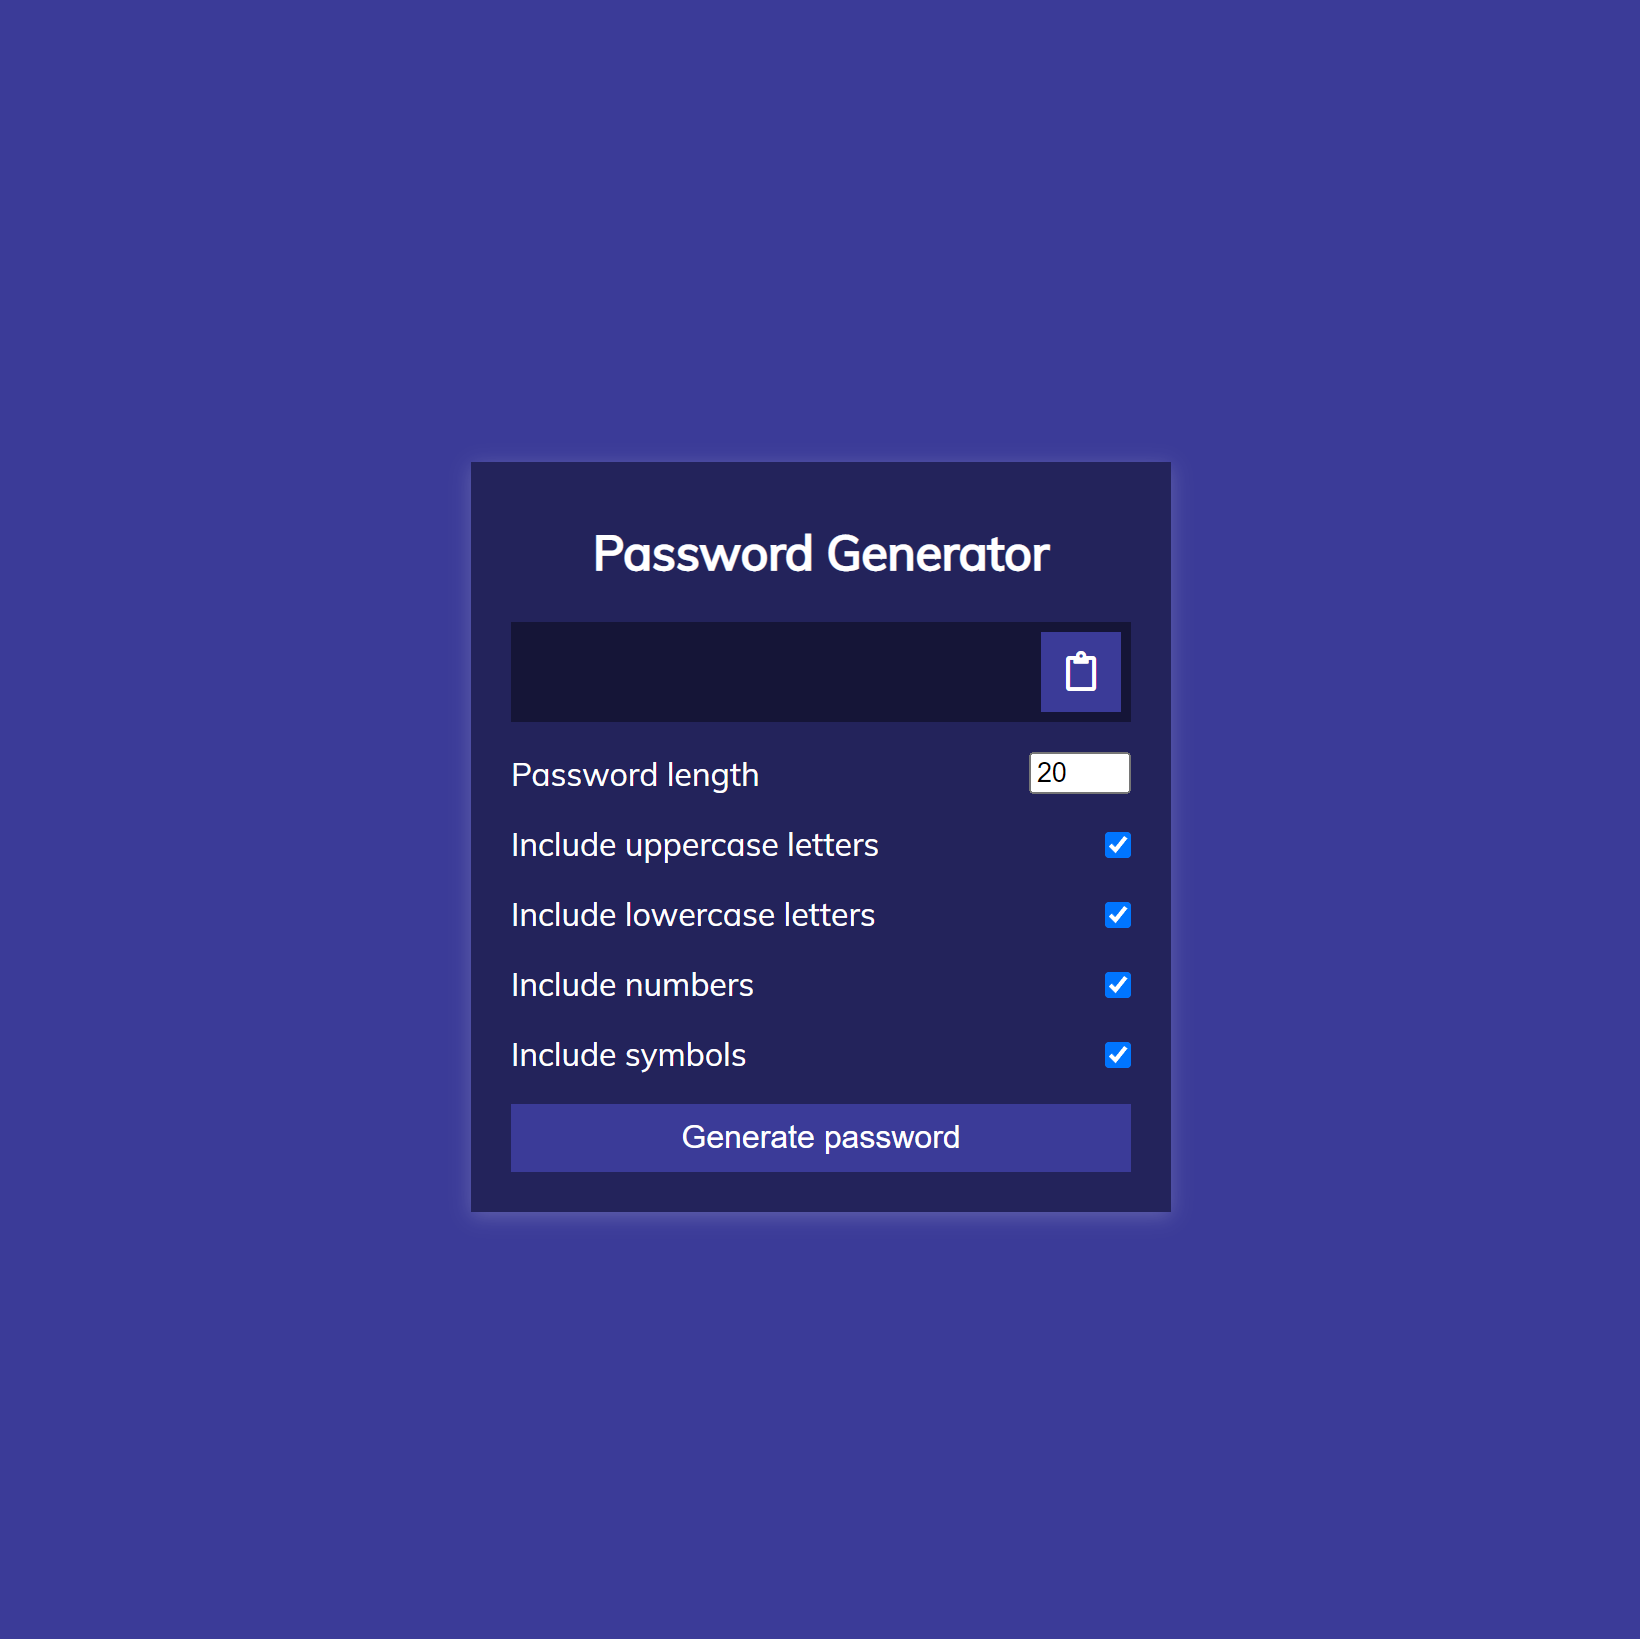 Password Generator
Password length 20
Include uppercase letters
Include lowercase letters
Include numbers
Include symbols
Generate password